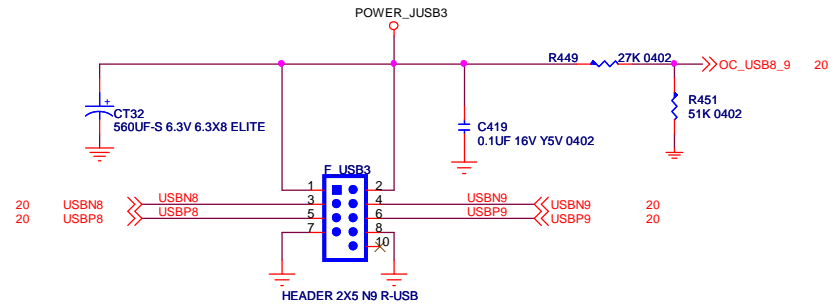 POWER_JUSB3
R449 27K 0402 OC_USB8_9 20
+
CT32
560UF-S 6.3V 6.3X8 ELITE
R451
51K 0402
C419
0.1UF 16V Y5V 0402
F_USB3
1 2
20 USBN8 USBN8 3 4 USBN9 USBN9 20
20 USBP8 USBP8 5 6 USBP9 USBP9 20
7 8
10
HEADER 2X5 N9 R-USB